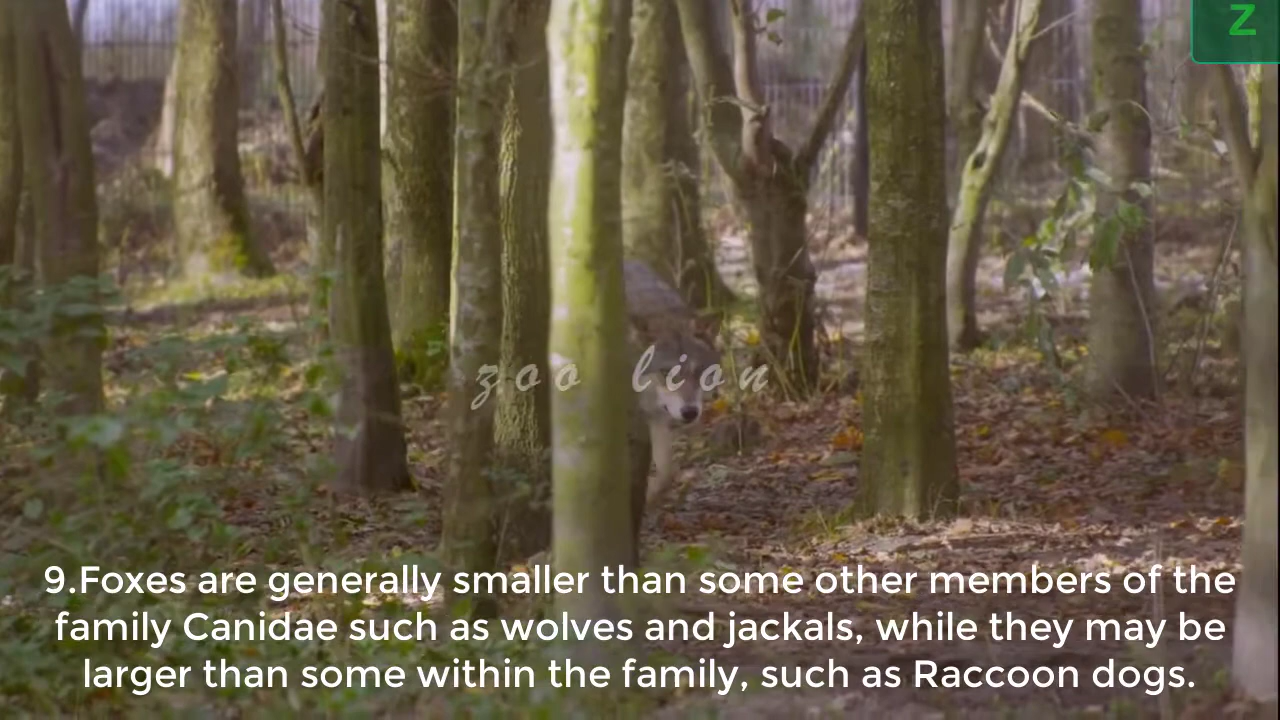 Z
zoo lion
9.Foxes are generally smaller than some other members of the
family Canidae such as wolves and jackals, while they may be
larger than some within the family, such as Raccoon dogs.